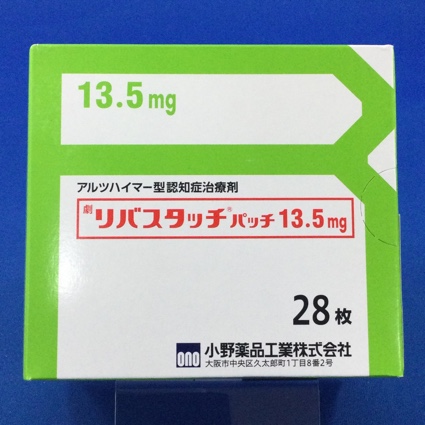 13.5mg
アルツハイマー型認知症治療剤
劇 リバスタッチ® パッチ 13.5mg
28枚
ono 小野薬品工業株式会社
大阪市中央区久太郎町1丁目8番2号